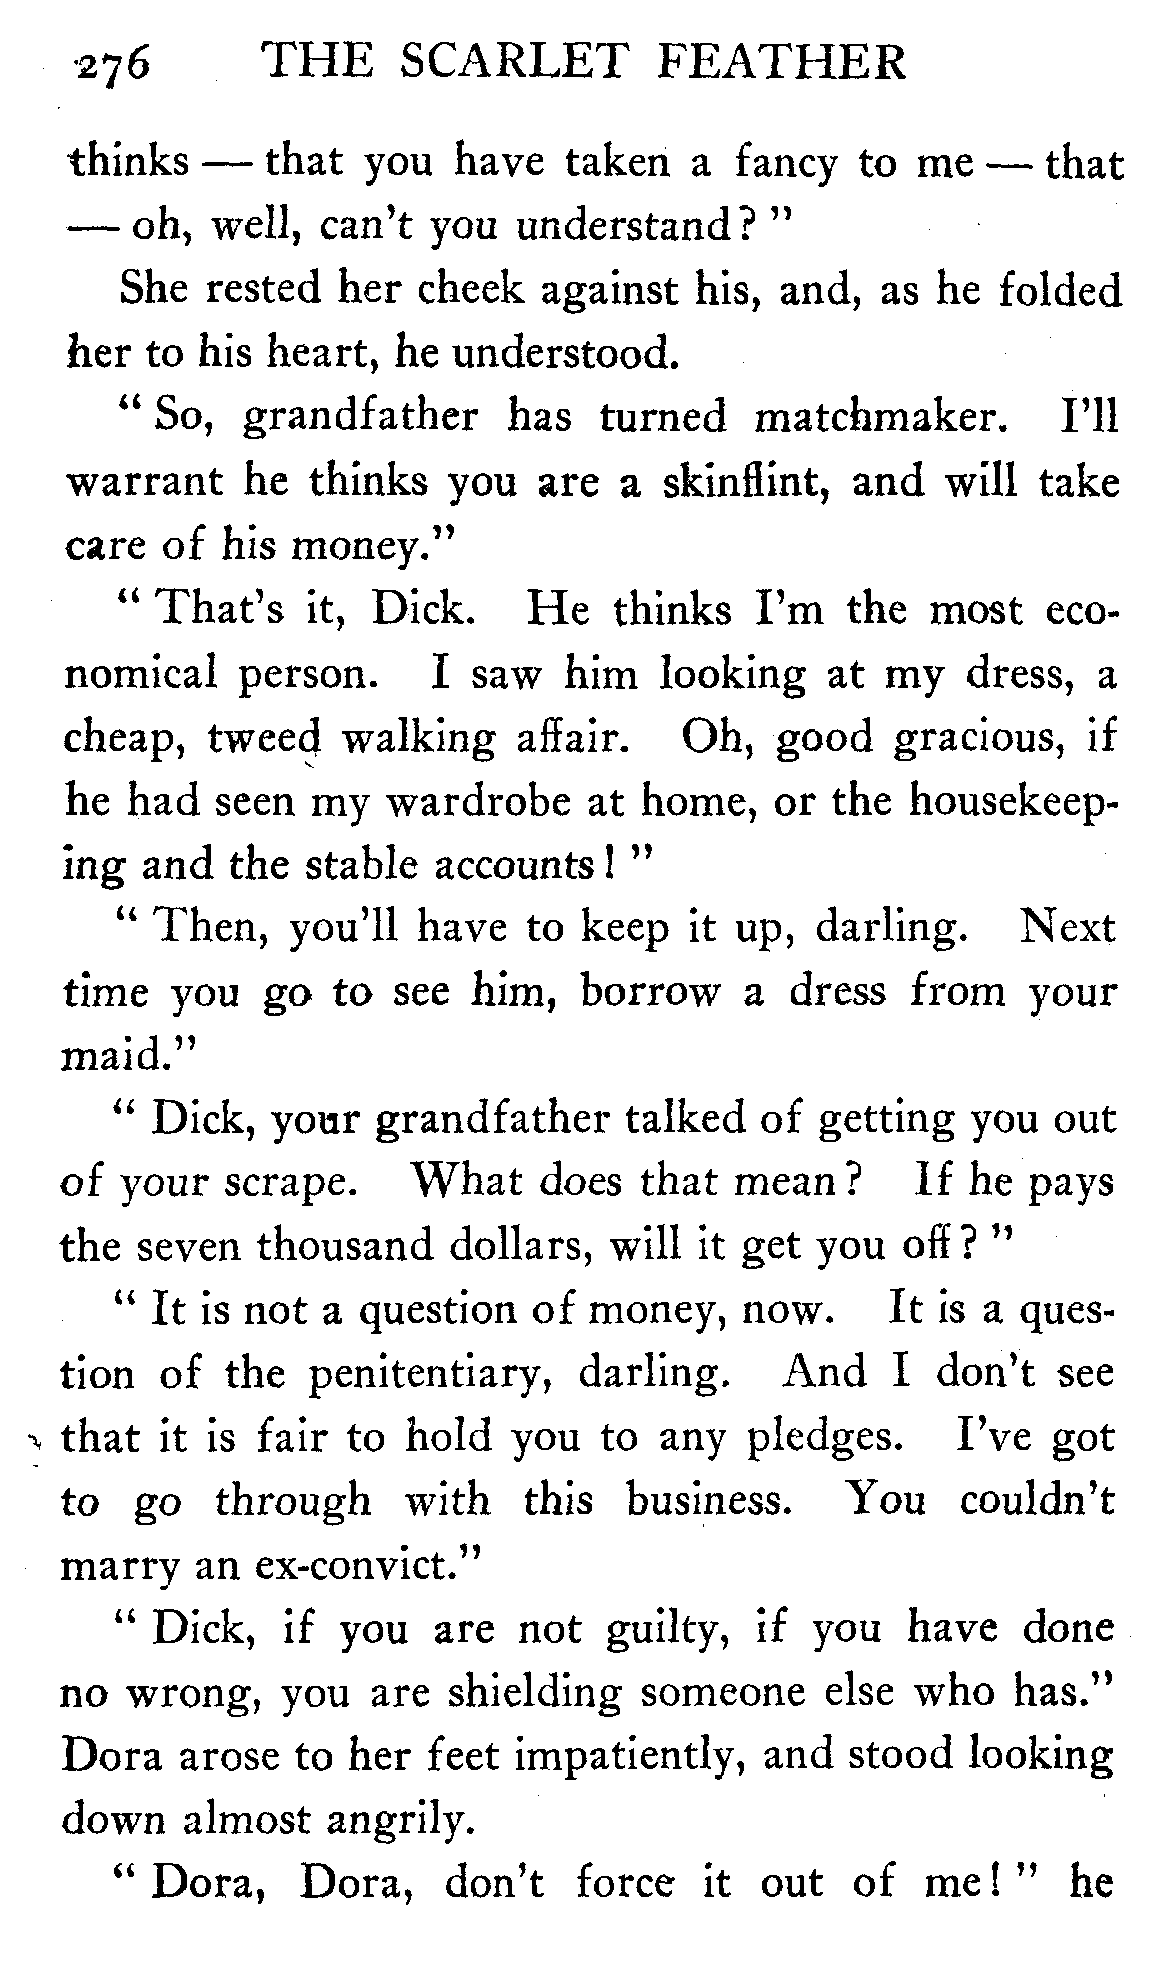 276 THE SCARLET FEATHER
thinks — that you have taken a fancy to me — that
— oh, well, can't you understand? "
She rested her cheek against his, and, as he folded
her to his heart, he understood.
" So, grandfather has turned matchmaker. I'll
warrant he thinks you are a skinflint, and will take
care of his money."
" That's it, Dick. He thinks I'm the most eco-
nomical person. I saw him looking at my dress, a
cheap, tweed walking affair. Oh, good gracious, if
he had seen my wardrobe at home, or the housekeep-
ing and the stable accounts! "
" Then, you'll have to keep it up, darling. Next
time you go to see him, borrow a dress from your
maid."
" Dick, your grandfather talked of getting you out
of your scrape. What does that mean? If he pays
the seven thousand dollars, will it get you off? "
" It is not a question of money, now. It is a ques-
tion of the penitentiary, darling. And I don't see
that it is fair to hold you to any pledges. I've got
to go through with this business. You couldn't
marry an ex-convict."
" Dick, if you are not guilty, if you have done
no wrong, you are shielding someone else who has."
Dora arose to her feet impatiently, and stood looking
down almost angrily.
" Dora, Dora, don't force it out of me! " he